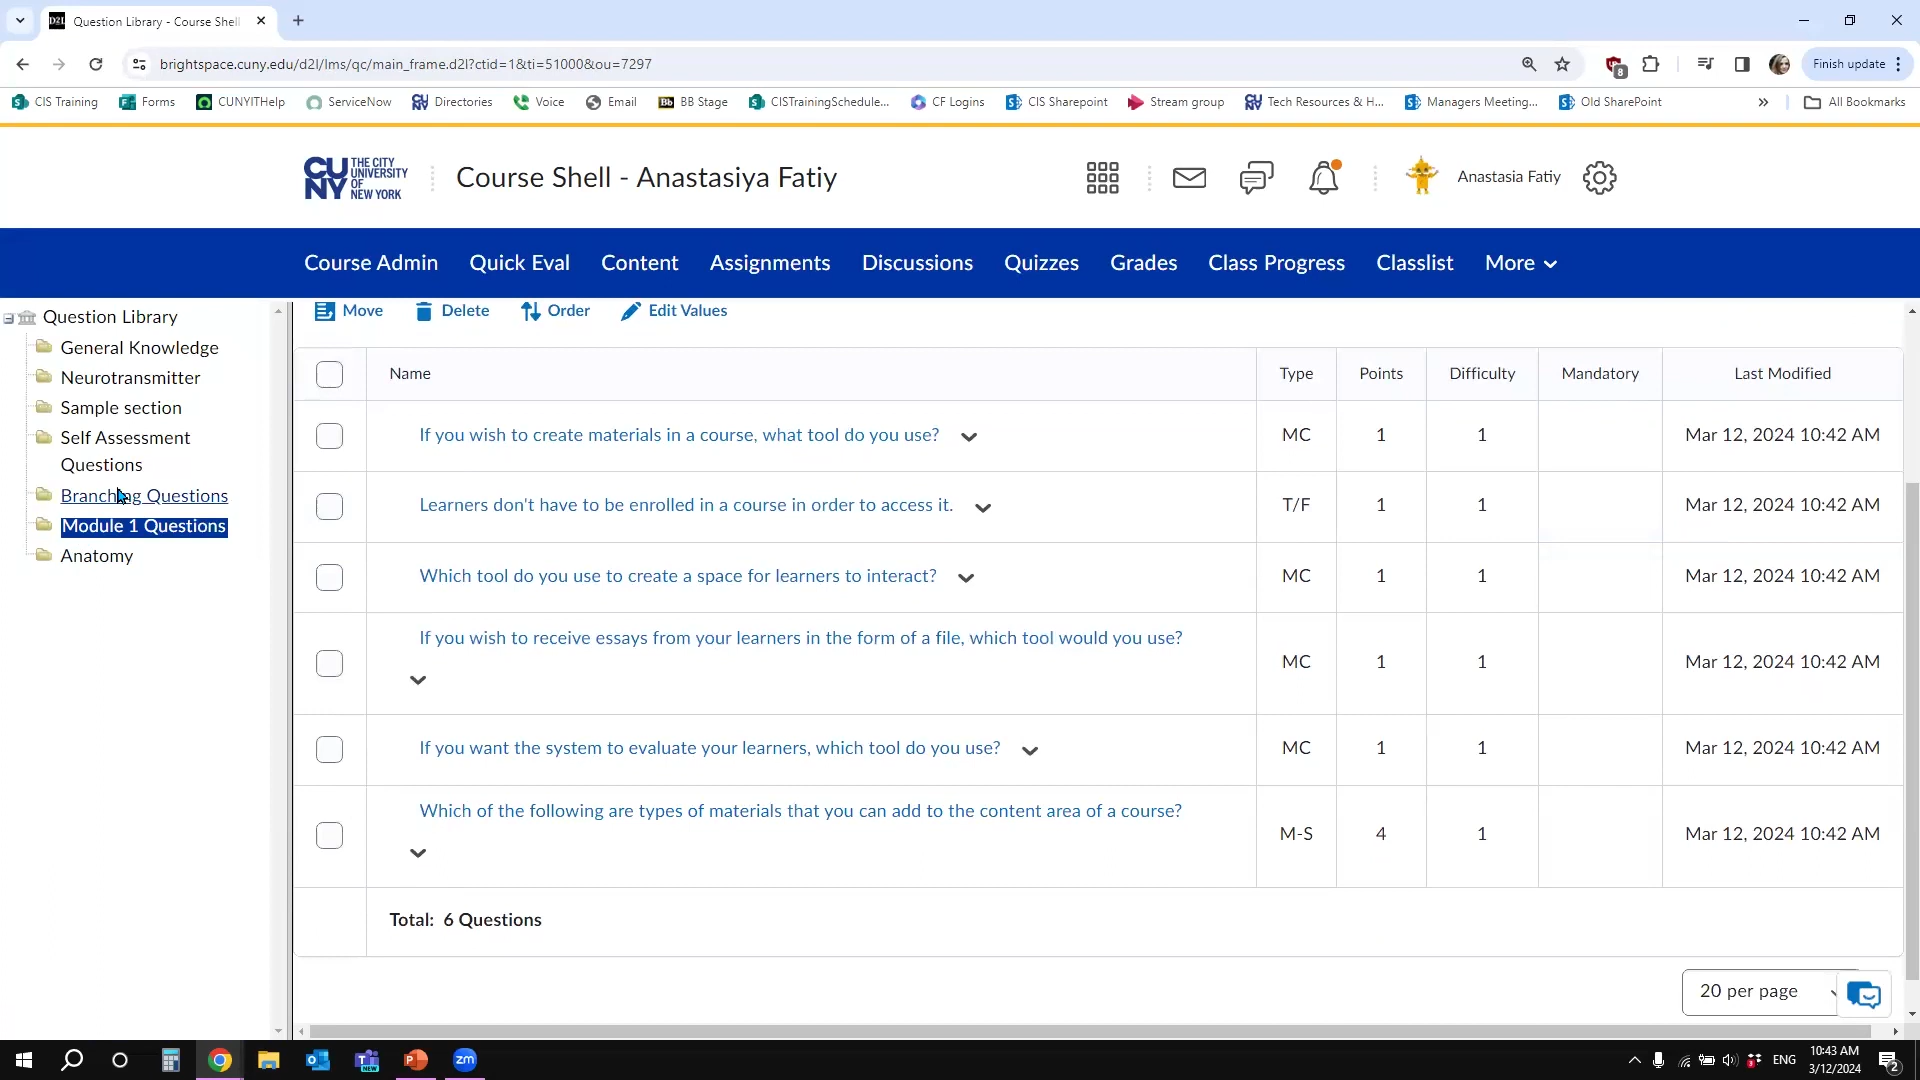 Question Library - Course Shell
brightspace.cuny.edu/d2l/lms/qc/main_frame.d2l?ctid=1&ti=51000&ou=7297
8
Finish update
CIS Training
Forms
CUNYITHelp
ServiceNow
Directories
Voice
Email
Bb BB Stage
CISTrainingSchedule...
CF Logins
CIS Sharepoint
Stream group
Tech Resources & H...
Managers Meeting...
Old SharePoint
All Bookmarks
CUNY THE CITY UNIVERSITY OF NEW YORK
Course Shell - Anastasiya Fatiy
Anastasia Fatiy
Course Admin
Quick Eval
Content
Assignments
Discussions
Quizzes
Grades
Class Progress
Classlist
More
Question Library
General Knowledge
Neurotransmitter
Sample section
Self Assessment
Questions
Branching Questions
Module 1 Questions
Anatomy
Move
Delete
Order
Edit Values
Name Type Points Difficulty Mandatory Last Modified
If you wish to create materials in a course, what tool do you use? MC 1 1 Mar 12, 2024 10:42 AM
Learners don't have to be enrolled in a course in order to access it. T/F 1 1 Mar 12, 2024 10:42 AM
Which tool do you use to create a space for learners to interact? MC 1 1 Mar 12, 2024 10:42 AM
If you wish to receive essays from your learners in the form of a file, which tool would you use? MC 1 1 Mar 12, 2024 10:42 AM
If you want the system to evaluate your learners, which tool do you use? MC 1 1 Mar 12, 2024 10:42 AM
Which of the following are types of materials that you can add to the content area of a course? M-S 4 1 Mar 12, 2024 10:42 AM
Total: 6 Questions
20 per page
zm
ENG
10:43 AM
3/12/2024
2